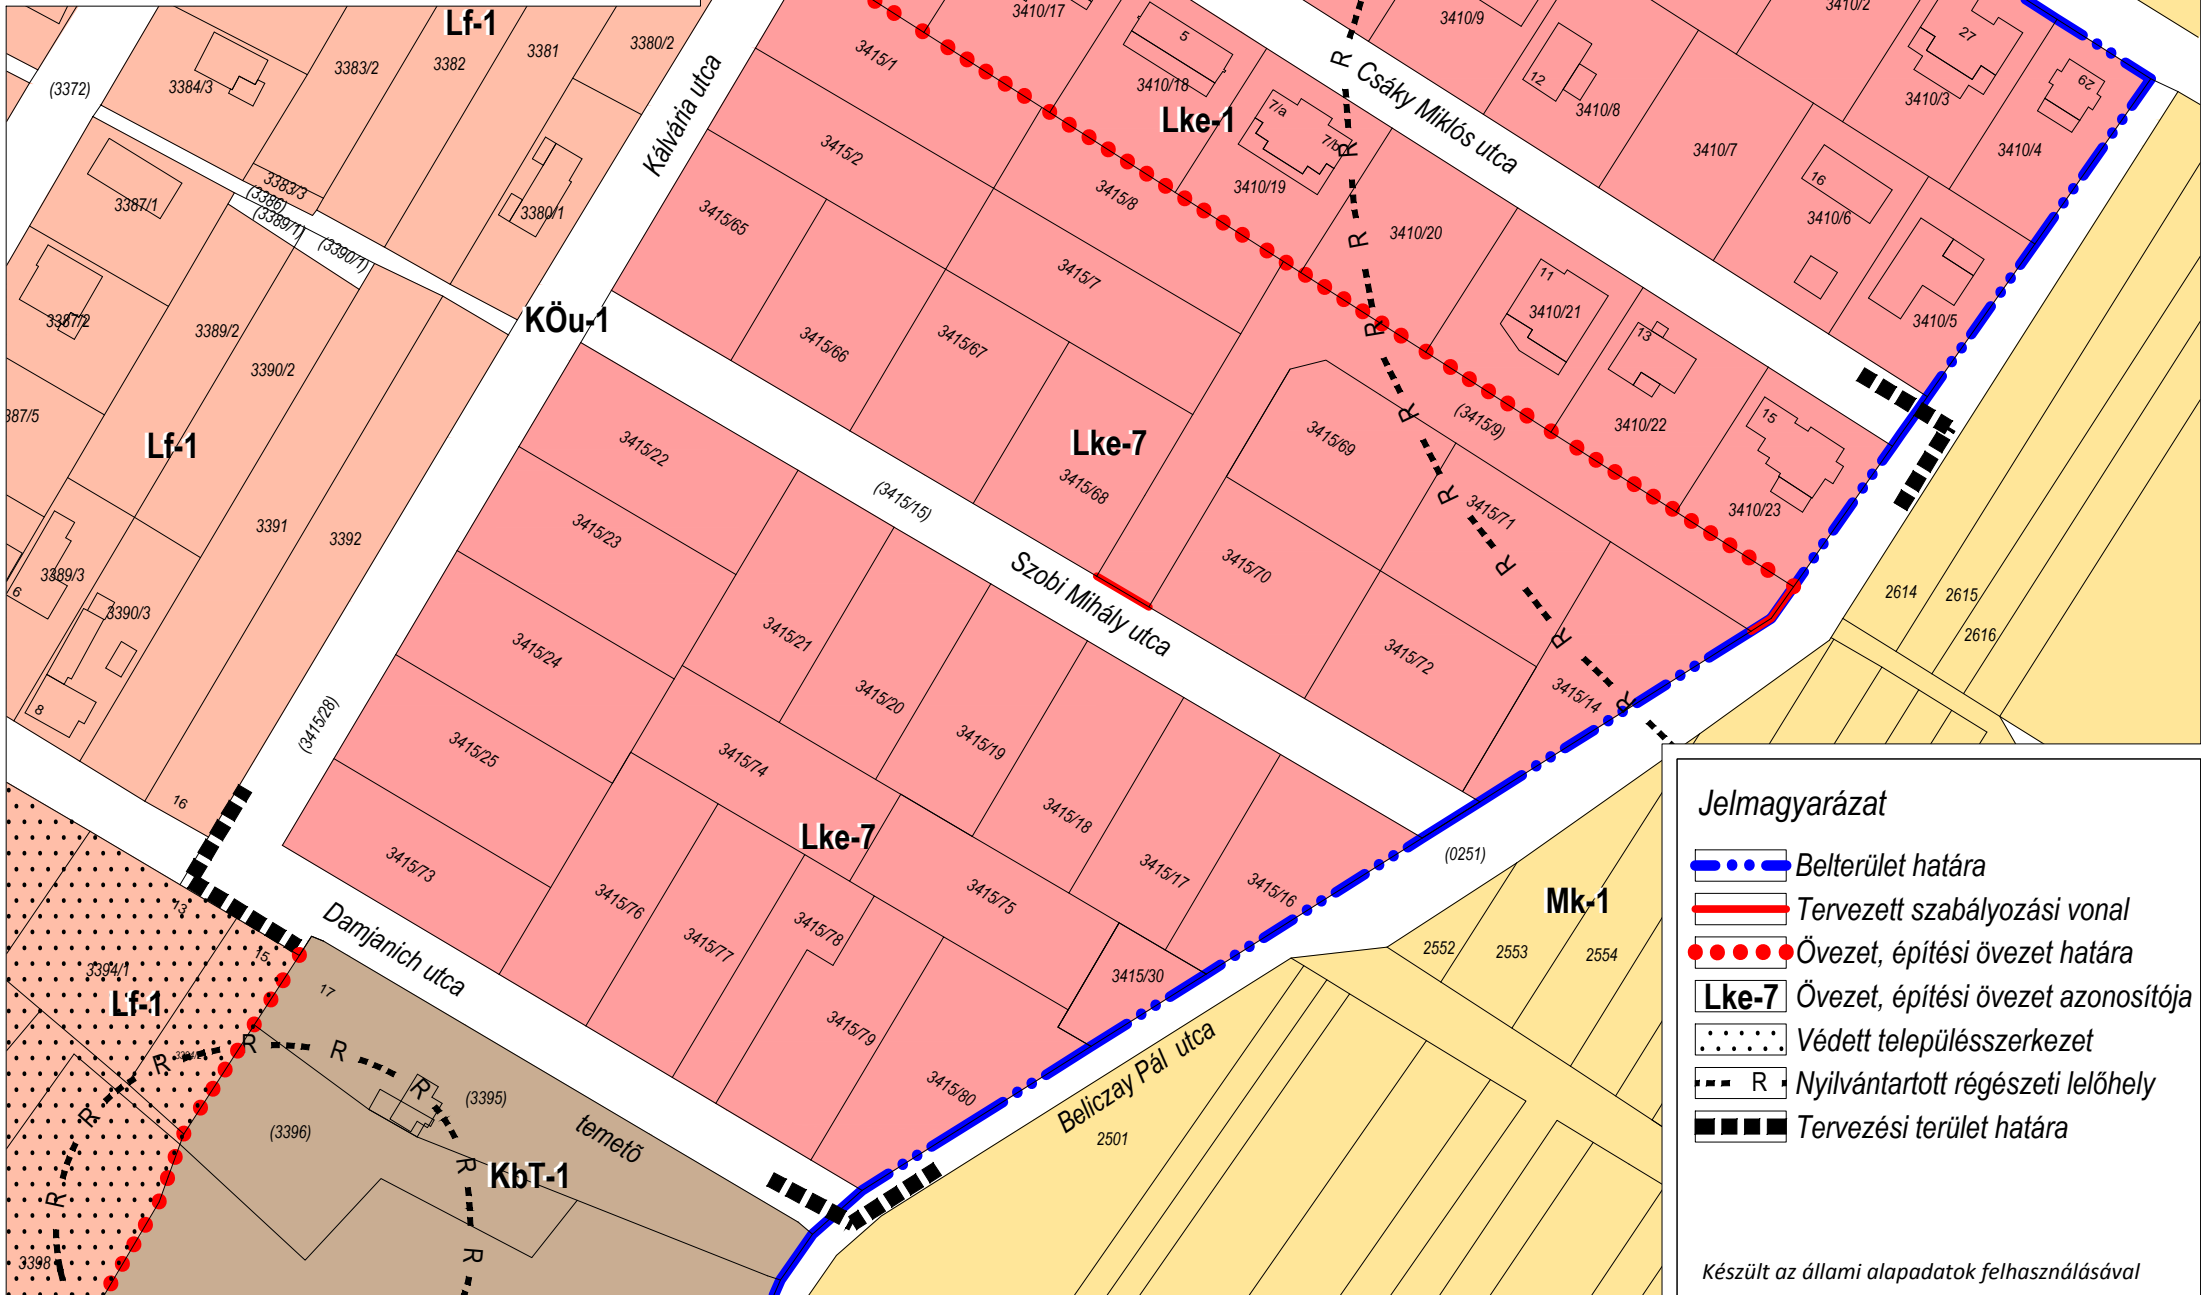 Lf-1
3380/2
3381
3382
3383/2
3384/3
(3372)
3383/3
(3386)
(3389/1)
(3390/1)
3380/1
3387/1
3387/2
387/5
3389/2
3390/2
Lf-1
3391
3392
3389/3
6
3390/3
8
16
KÖu-1
Kálvária utca
(3415/28)
3410/17
5
3410/18
3415/1
Lke-1
7/a
7/b
3410/19
3415/2
3415/8
3415/65
3415/7
3415/66
3415/67
3410/9
12
3410/8
Csáky Miklós utca
3410/7
3410/2
27
29
3410/3
3410/4
16
3410/6
3410/5
3410/20
11
3410/21
13
3410/22
15
3410/23
(3415/9)
Lke-7
3415/68
3415/69
3415/70
3415/71
3415/72
3415/14
3415/22
3415/23
3415/24
3415/25
3415/73
(3415/15)
Szobi Mihály utca
3415/21
3415/20
3415/19
3415/18
3415/17
3415/16
3415/74
Lke-7
3415/75
3415/76
3415/77
3415/78
3415/79
3415/80
3415/30
R
R
R
R
R
R
R
R
R
R
R
2614
2615
2616
(0251)
Mk-1
2552
2553
2554
2501
Beliczay Pál utca
Damjanich utca
13
15
17
3394/1
Lf-1
R
R
R
R
R
R
R
R
(3395)
(3396)
temető
KbT-1
3398
Jelmagyarázat
Belterület határa
Tervezett szabályozási vonal
Övezet, építési övezet határa
Lke-7 Övezet, építési övezet azonosítója
Védett településszerkezet
R Nyilvántartott régészeti lelőhely
Tervezési terület határa
Készült az állami alapadatok felhasználásával